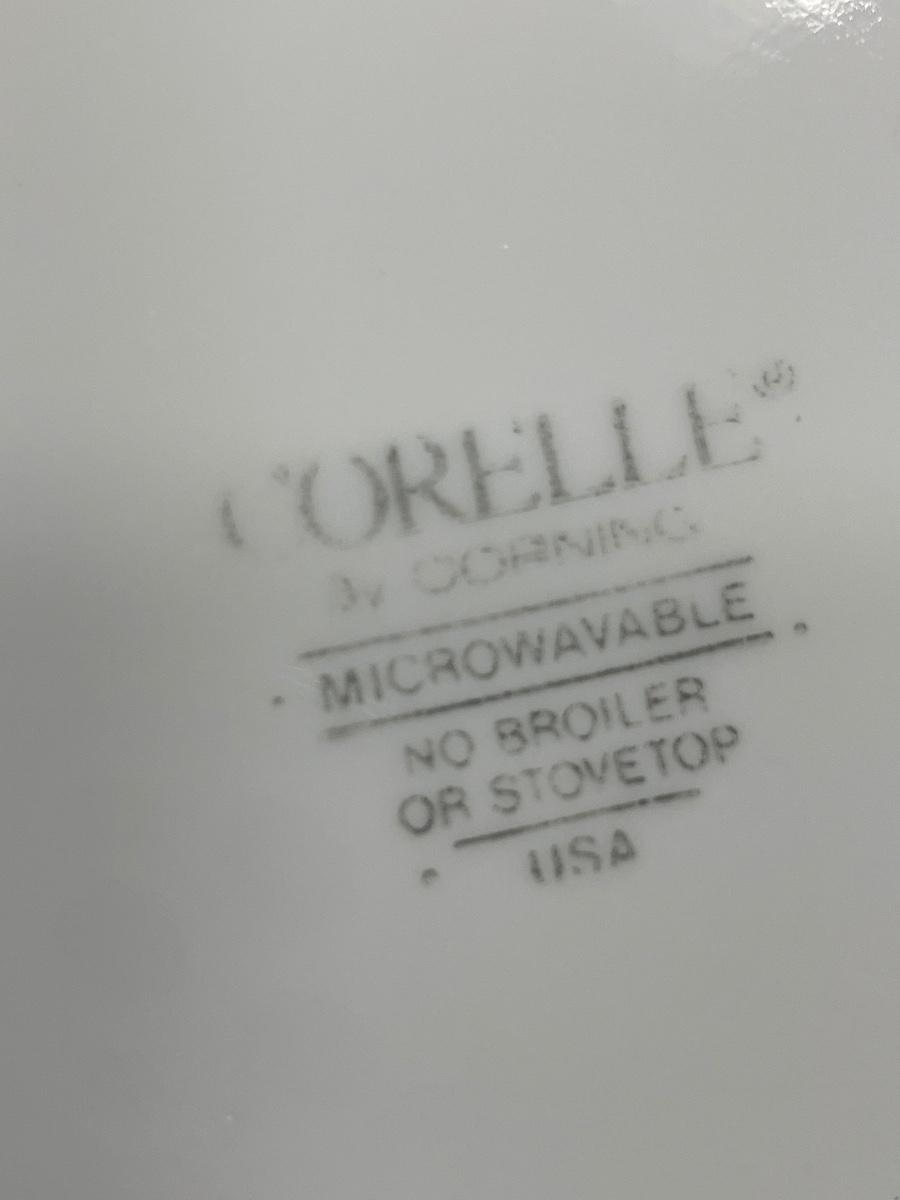 CORELLE®
By CORNING
MICROWAVABLE
NO BROILER
OR STOVETOP
USA